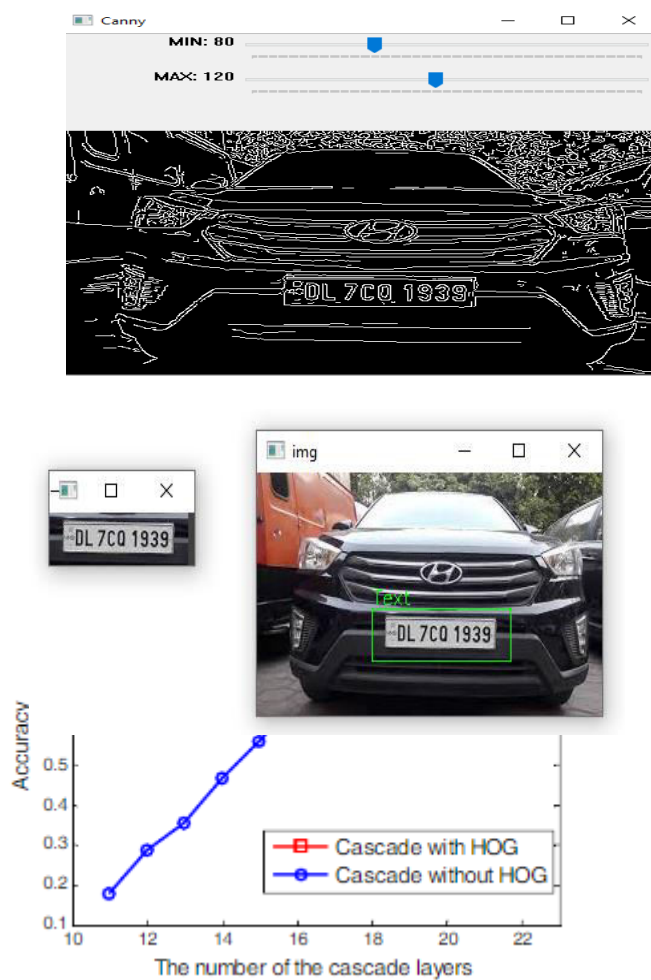 Canny
MIN: 80
MAX: 120
DL 7CQ 1939
img
DL 7CQ 1939
Text
DL 7CQ 1939
Accuracy
0.5
0.4
0.3
0.2
0.1
Cascade with HOG
Cascade without HOG
10 12 14 16 18 20 22
The number of the cascade layers